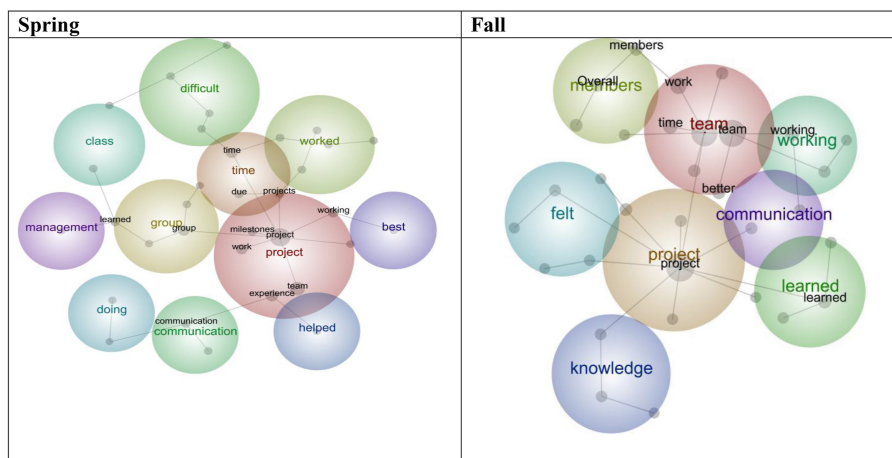 Spring
Fall
difficult
class
time
worked
time
due
projects
management
learned
group
group
milestones
working
best
work
project
project
team
experience
doing
communication
communication
helped
members
Overall
members
work
time
team
team
working
working
better
felt
communication
project
project
learned
learned
knowledge